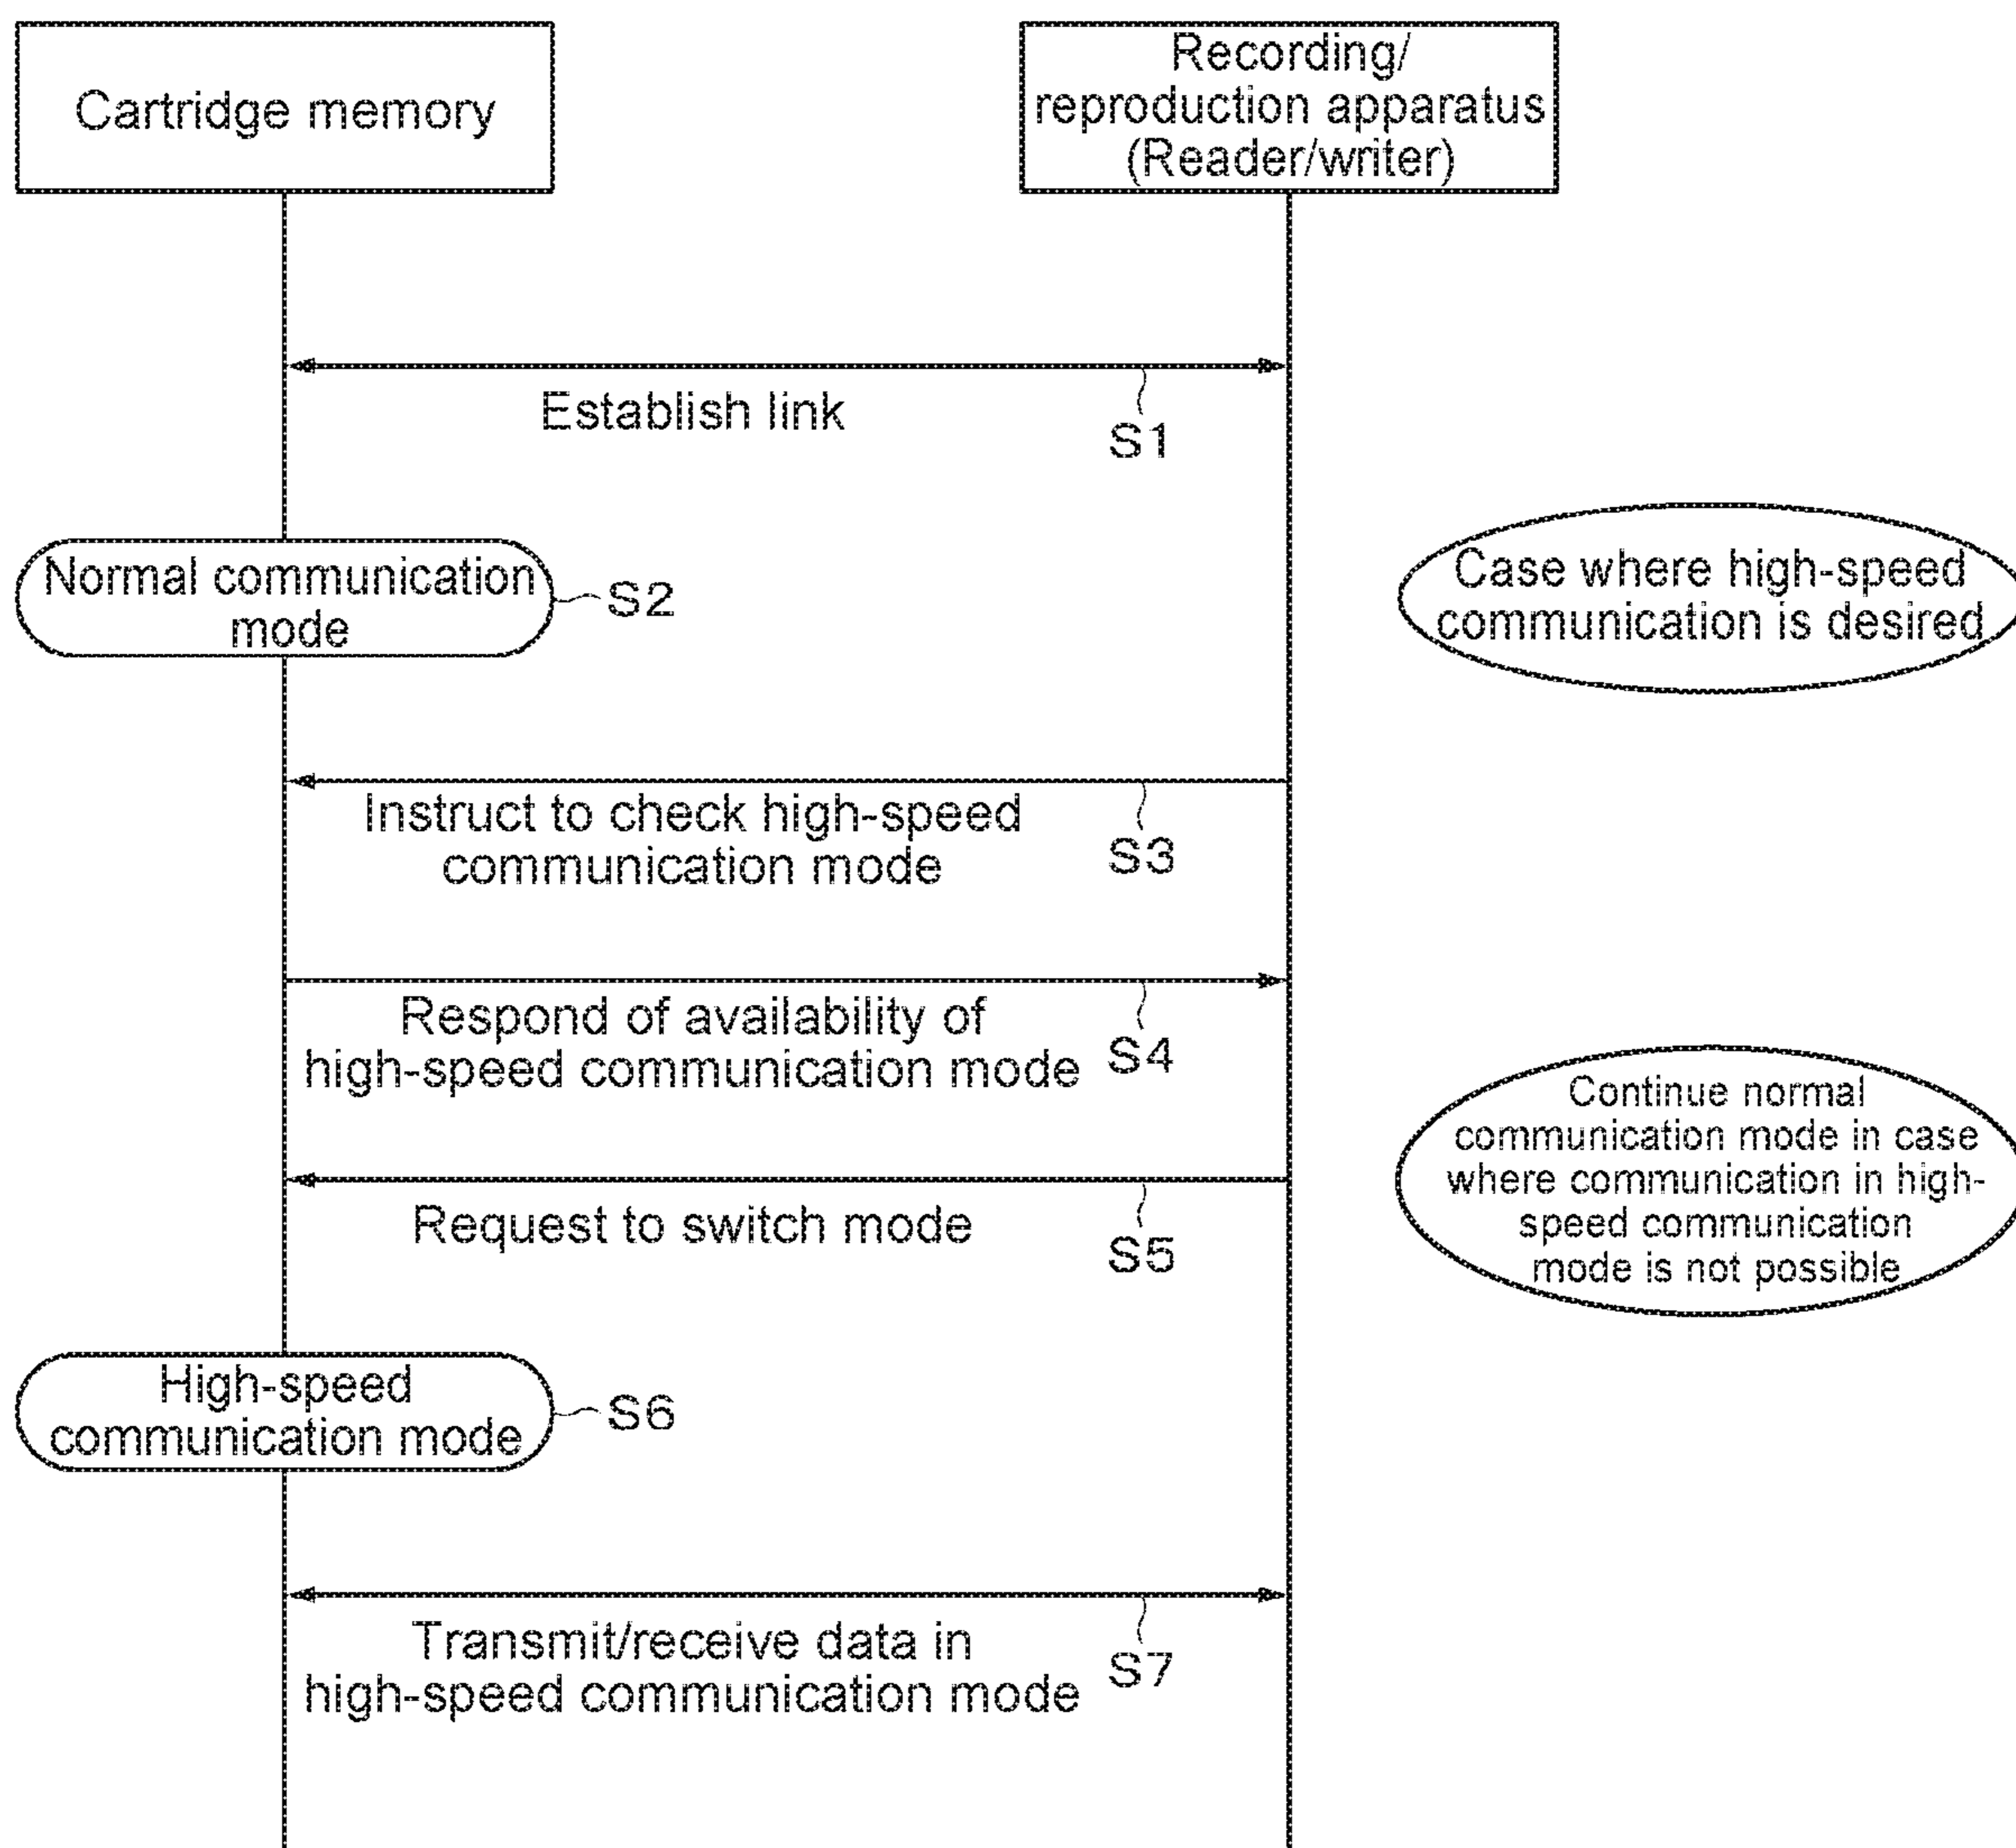 Cartridge memory
Recording/
reproduction apparatus
(Reader/writer)
Establish link
S1
Normal communication
mode
S2
Case where high-speed
communication is desired
Instruct to check high-speed
communication mode
S3
Respond of availability of
high-speed communication mode
S4
Continue normal
communication mode in case
where communication in high-
speed communication
mode is not possible
Request to switch mode
S5
High-speed
communication mode
S6
Transmit/receive data in
high-speed communication mode
S7